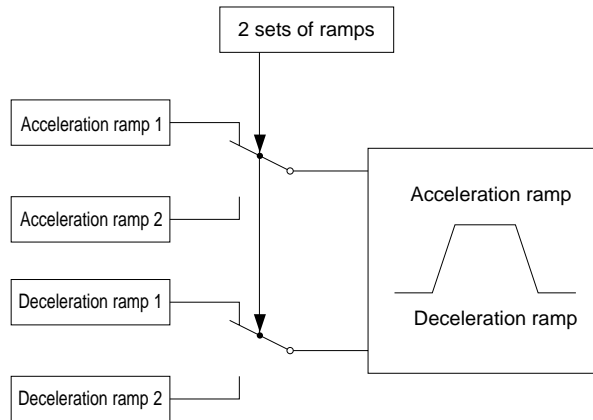 2 sets of ramps
Acceleration ramp 1
Acceleration ramp 2
Acceleration ramp
Deceleration ramp 1
Deceleration ramp
Deceleration ramp 2